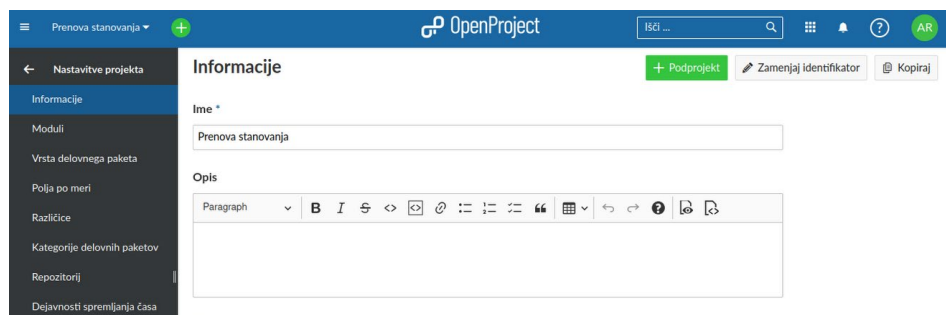 Prenova stanovanja
OpenProject
Išči ...
AR
Nastavitve projekta
Informacije
Moduli
Vrsta delovnega paketa
Polja po meri
Različice
Kategorije delovnih paketov
Repozitorij
Dejavnosti spremljanja časa
Informacije
+ Podprojekt
Zamenjaj identifikator
Kopiraj
Ime *
Prenova stanovanja
Opis
Paragraph